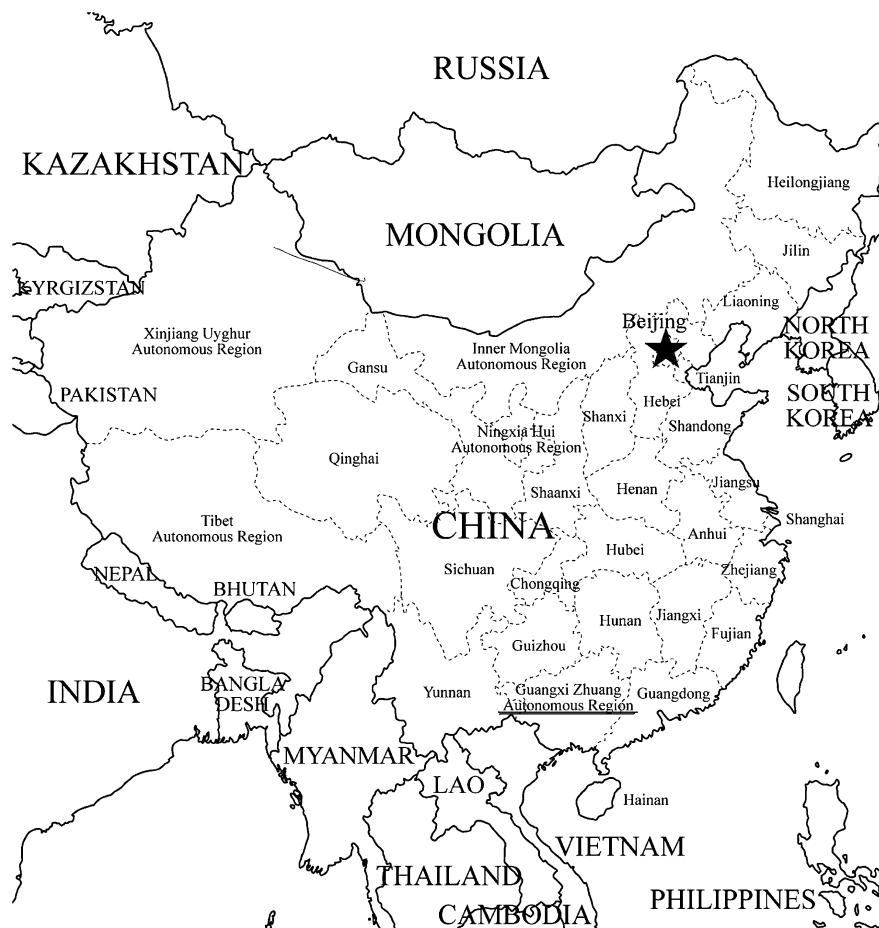 RUSSIA
KAZAKHSTAN
Heilongjiang
MONGOLIA
Jilin
KYRGIZSTAN
Liaoning
Beijing
NORTH
KOREA
Xinjiang Uyghur
Autonomous Region
Inner Mongolia
Autonomous Region
Gansu
Tianjin
PAKISTAN
SOUTH
KOREA
Hebei
Shanxi
Shandong
Ningxia Hui
Autonomous Region
Qinghai
Jiangsu
Shaanxi
Henan
Tibet
Autonomous Region
CHINA
Shanghai
Anhui
Hubei
Sichuan
Zhejiang
NEPAL
Chongqing
BHUTAN
Hunan
Jiangxi
Fujian
Guizhou
INDIA
BANGLA
DESH
Yunnan
Guangxi Zhuang
Autonomous Region
Guangdong
MYANMAR
LAO
Hainan
VIETNAM
THAILAND
PHILIPPINES
CAMBODIA